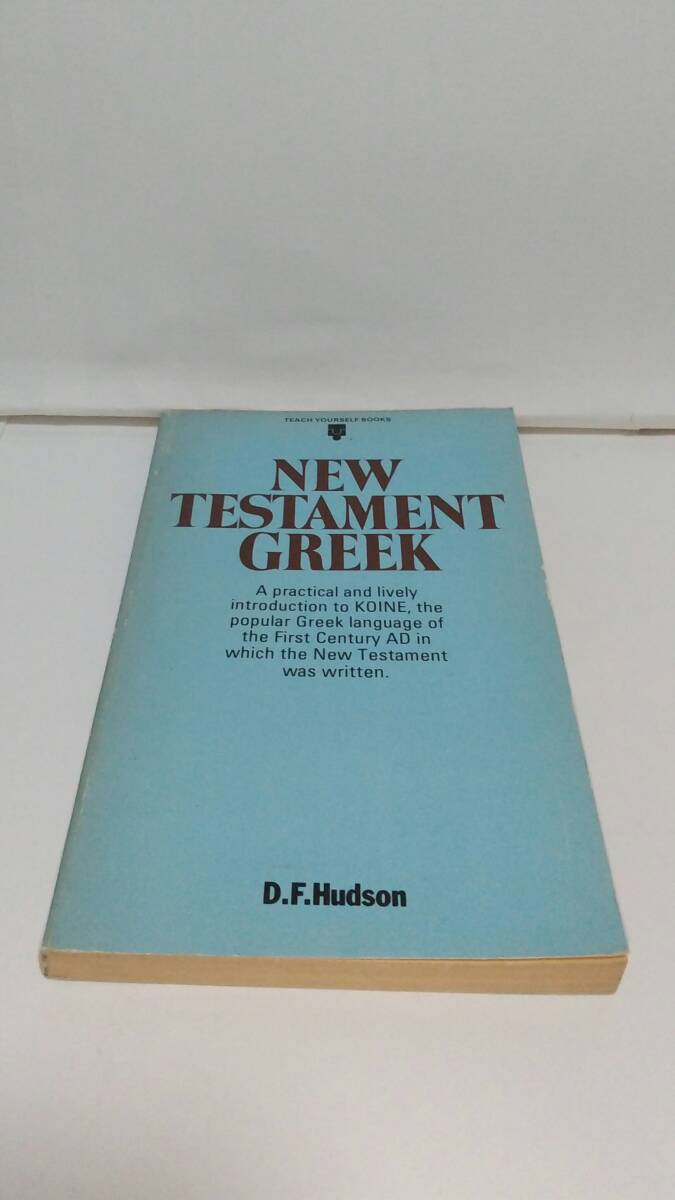 TEACH YOURSELF BOOKS
NEW
TESTAMENT
GREEK
A practical and lively
introduction to KOINE, the
popular Greek language of
the First Century AD in
which the New Testament
was written.
D.F.Hudson